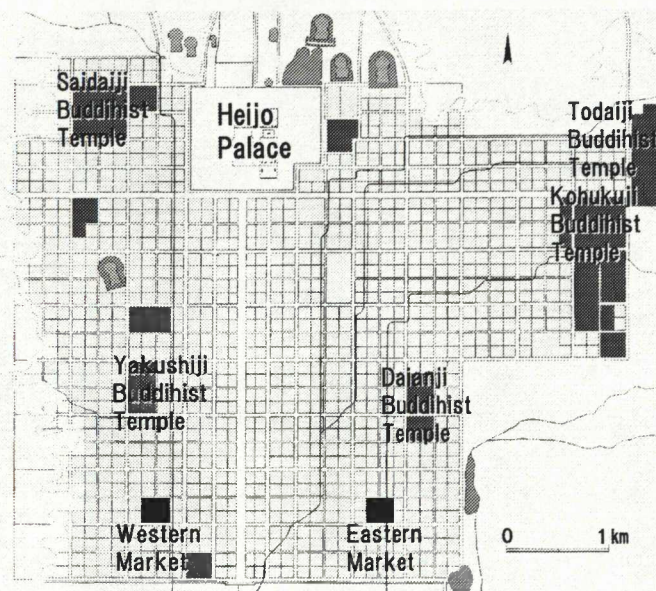 Saidaiji
Buddihist
Temple
Heijo
Palace
Todaiji
Buddihist
Temple
Kohukuji
Buddihist
Temple
Yakushiji
Buddihist
Temple
Daianji
Buddihist
Temple
Western
Market
Eastern
Market
0 1 km